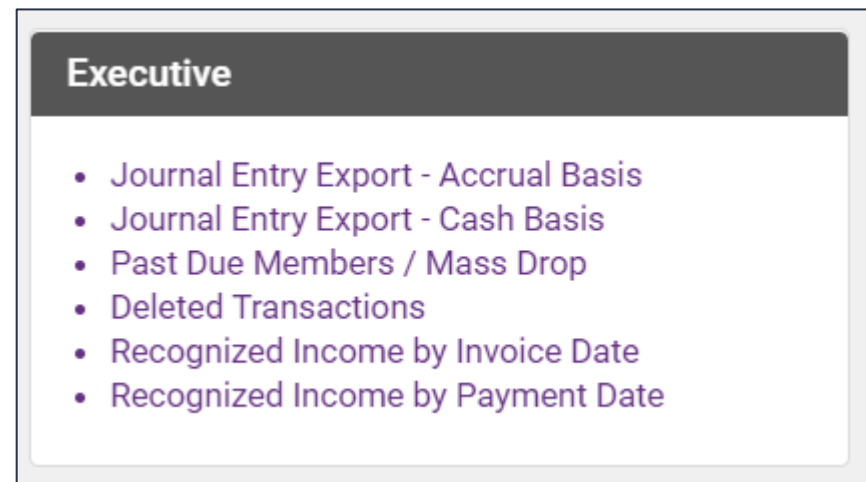 Executive
• Journal Entry Export - Accrual Basis
• Journal Entry Export - Cash Basis
• Past Due Members / Mass Drop
• Deleted Transactions
• Recognized Income by Invoice Date
• Recognized Income by Payment Date